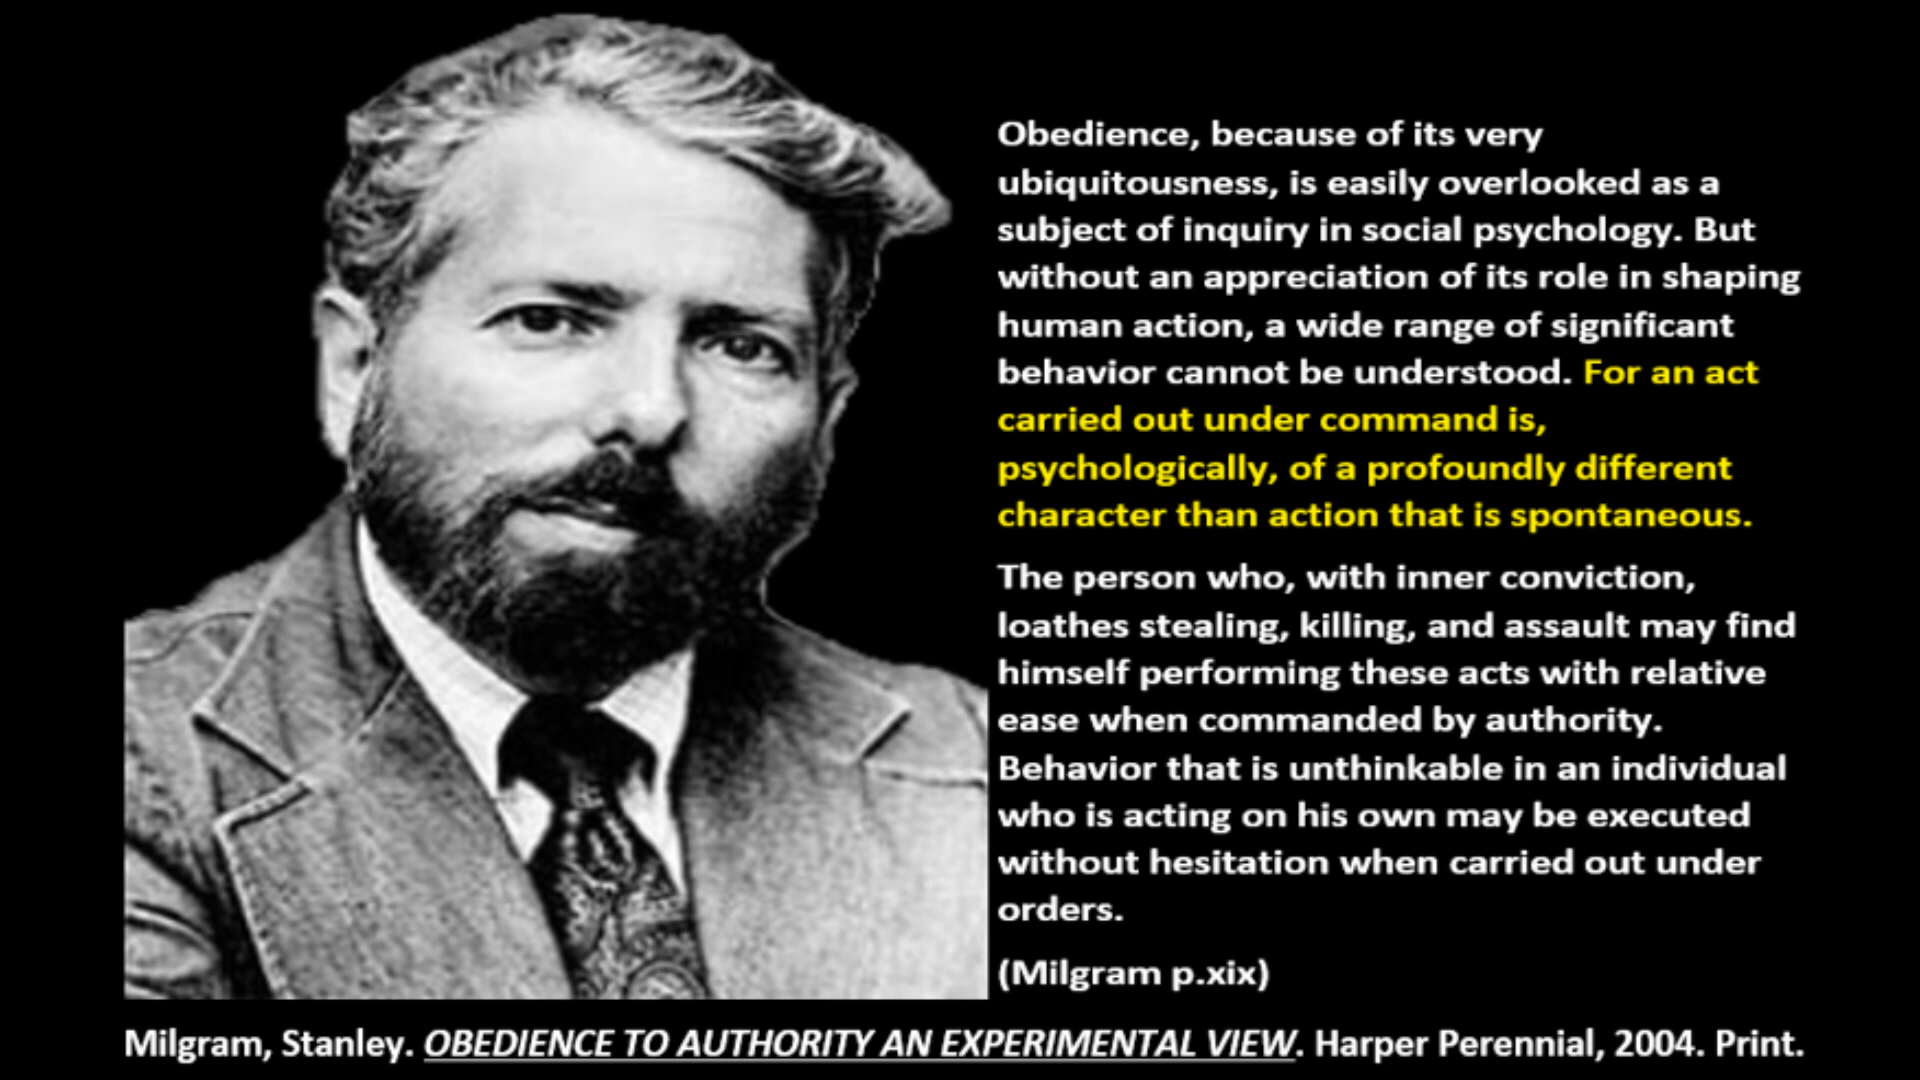 Obedience, because of its very
ubiquitousness, is easily overlooked as a
subject of inquiry in social psychology. But
without an appreciation of its role in shaping
human action, a wide range of significant
behavior cannot be understood. For an act
carried out under command is,
psychologically, of a profoundly different
character than action that is spontaneous.
The person who, with inner conviction,
loathes stealing, killing, and assault may find
himself performing these acts with relative
ease when commanded by authority.
Behavior that is unthinkable in an individual
who is acting on his own may be executed
without hesitation when carried out under
orders.
(Milgram p.xix)
Milgram, Stanley. OBEDIENCE TO AUTHORITY AN EXPERIMENTAL VIEW. Harper Perennial, 2004. Print.